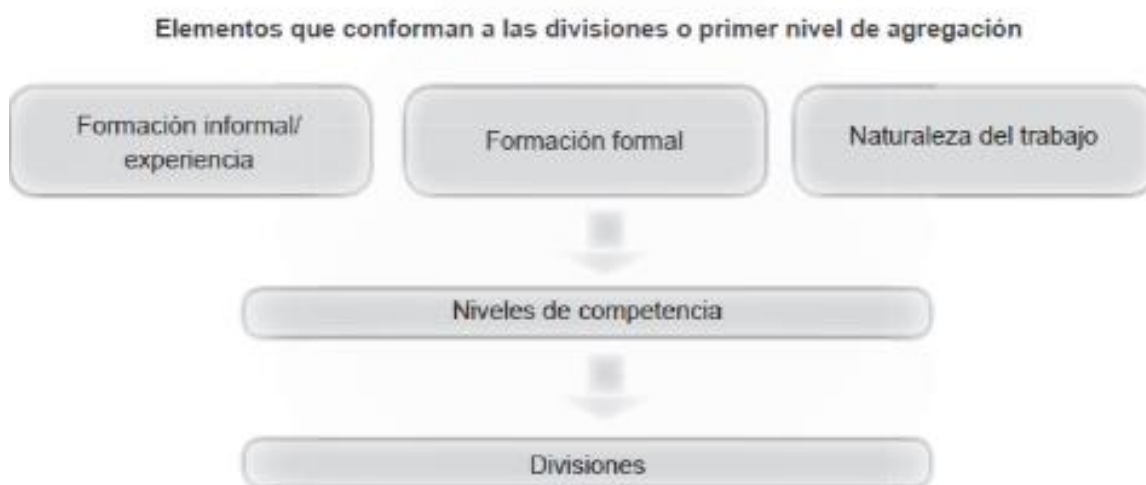 Elementos que conforman a las divisiones o primer nivel de agregación
Formación informal/
experiencia
Formación formal
Naturaleza del trabajo
Niveles de competencia
Divisiones